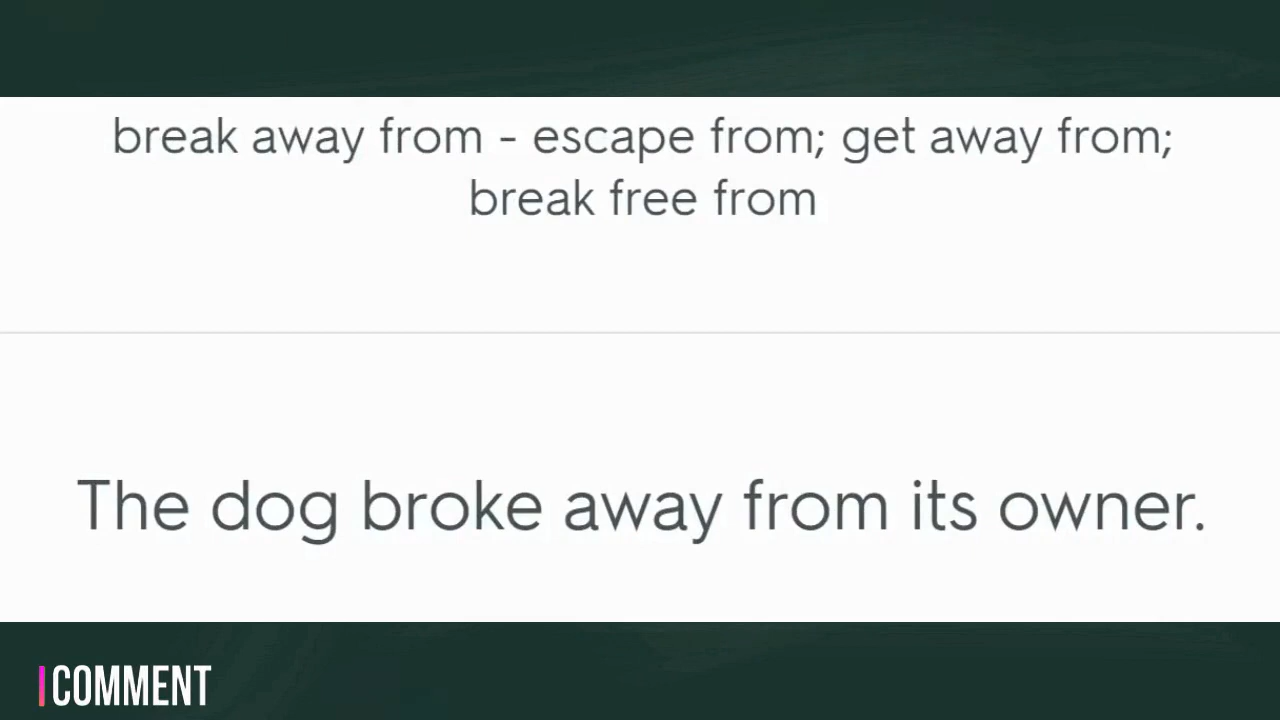 break away from - escape from; get away from;
break free from
The dog broke away from its owner.
COMMENT